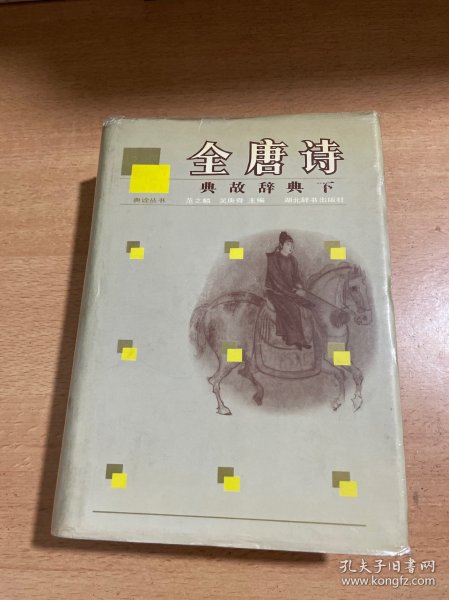 全唐诗
典故辞典 下
典诠丛书 范之麟 吴庚舜 主编 湖北辞书出版社
孔夫子旧书网
www.kongfz.com